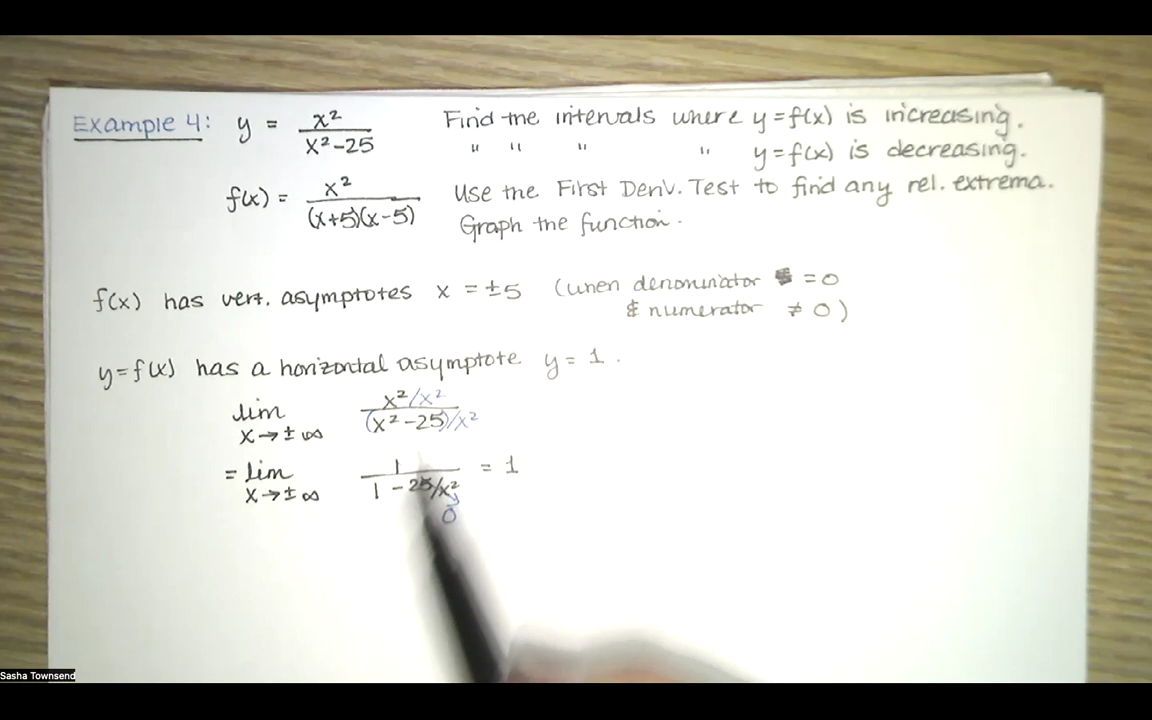 Example 4: y = x²/(x²-25) Find the intervals where y=f(x) is increasing.
" " " " y=f(x) is decreasing.
f(x) = x²/((x+5)(x-5)) Use the First Deriv. Test to find any rel. extrema.
Graph the function.
f(x) has vert. asymptotes x = ±5 (when denominator = 0
& numerator ≠ 0)
y=f(x) has a horizontal asymptote y = 1.
lim x→±∞ (x²/x²)/((x²-25)/x²)
= lim x→±∞ 1/(1 - 25/x²) = 1
0
Sasha Townsend